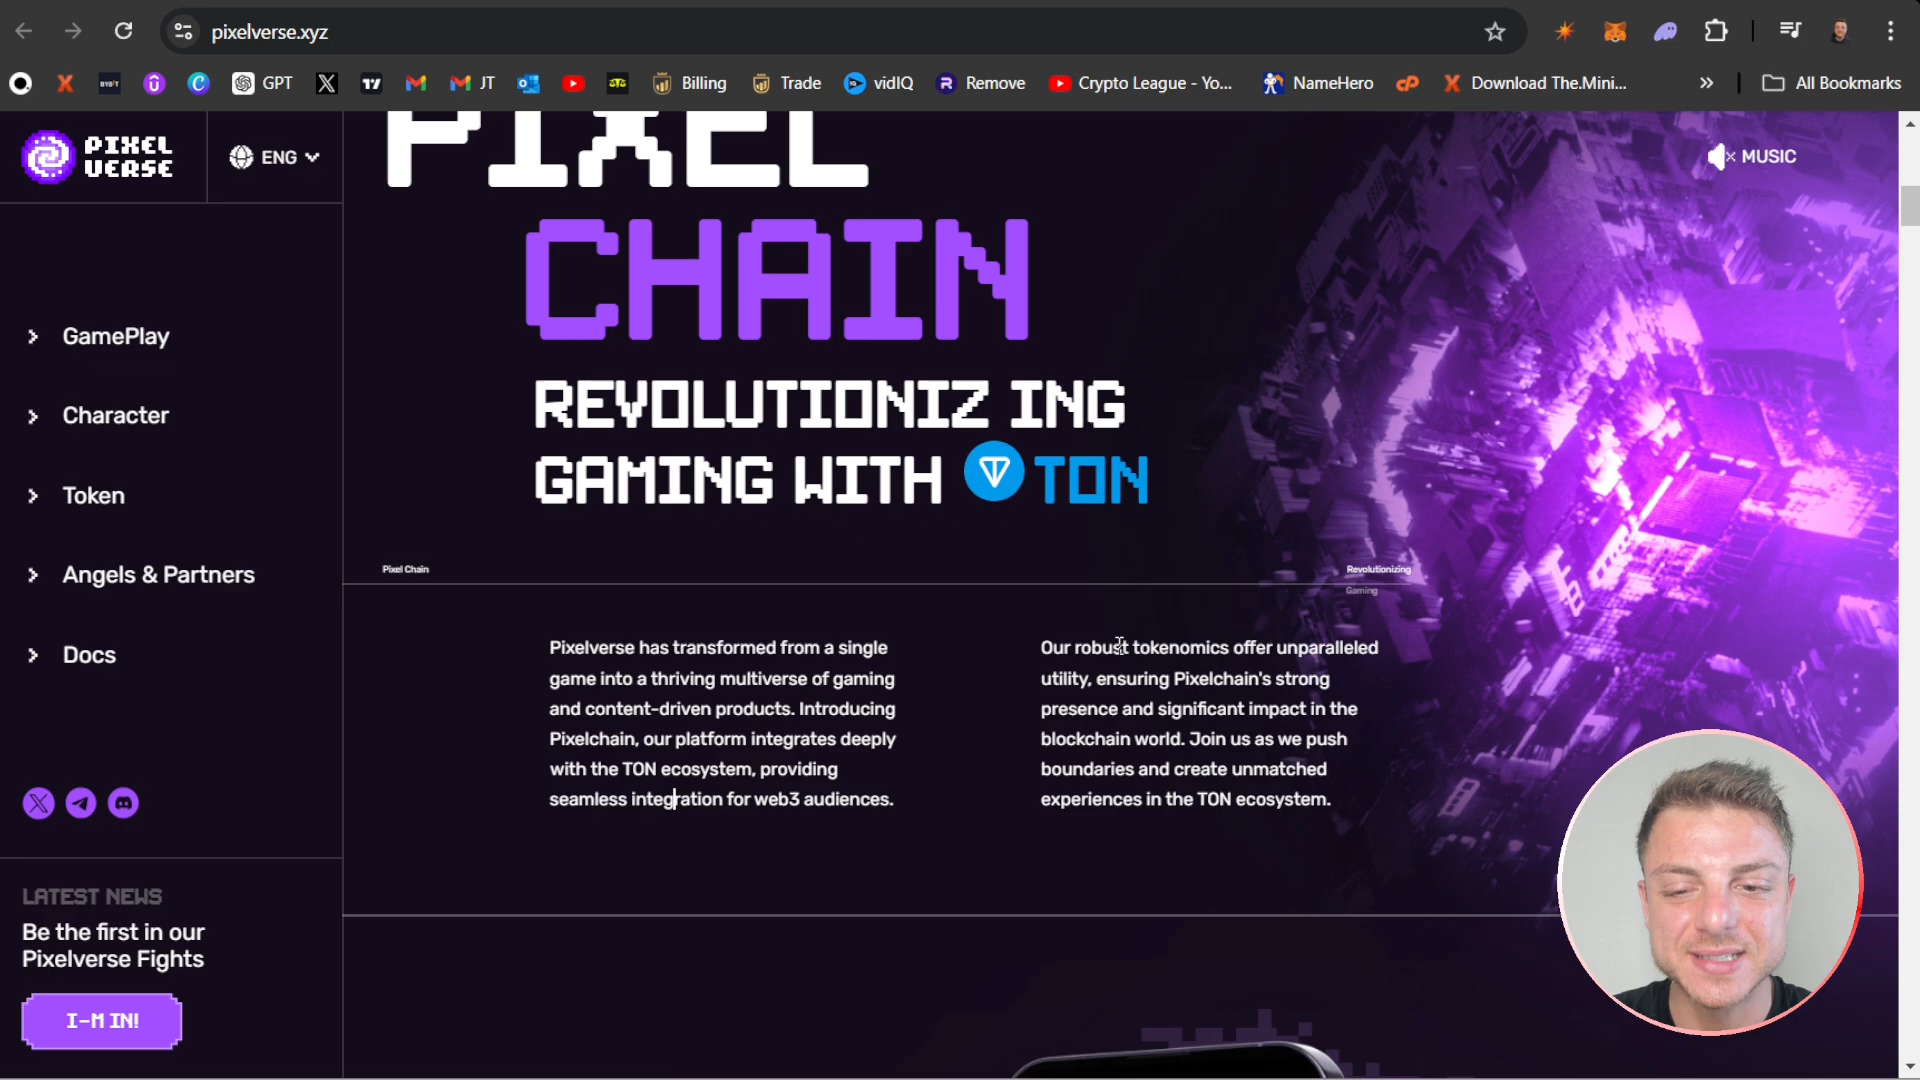 pixelverse.xyz
GPT
JT
Billing
Trade
vidIQ
Remove
Crypto League - Yo...
NameHero
Download The.Mini...
All Bookmarks
PIXEL
VERSE
ENG
MUSIC
PIXEL
CHAIN
REVOLUTIONIZ ING
GAMING WITH TON
GamePlay
Character
Token
Angels & Partners
Docs
Pixel Chain
Revolutionizing
Gaming
Pixelverse has transformed from a single
game into a thriving multiverse of gaming
and content-driven products. Introducing
Pixelchain, our platform integrates deeply
with the TON ecosystem, providing
seamless integration for web3 audiences.
Our robust tokenomics offer unparalleled
utility, ensuring Pixelchain's strong
presence and significant impact in the
blockchain world. Join us as we push
boundaries and create unmatched
experiences in the TON ecosystem.
LATEST NEWS
Be the first in our
Pixelverse Fights
I-M IN!